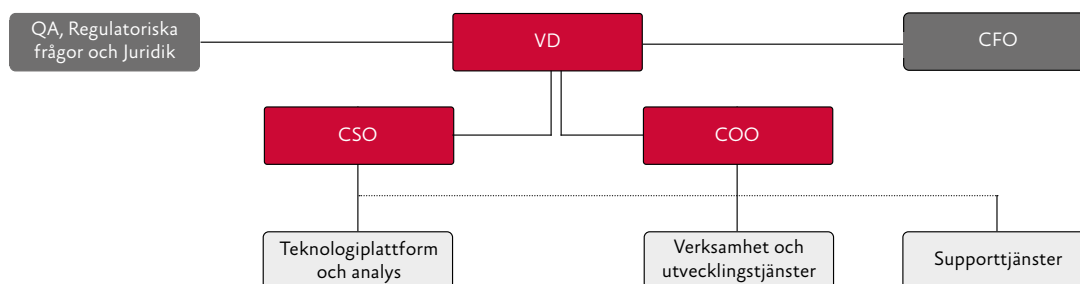 QA, Regulatoriska
frågor och Juridik
VD
CFO
CSO
COO
Teknologiplattform
och analys
Verksamhet och
utvecklingstjänster
Supporttjänster